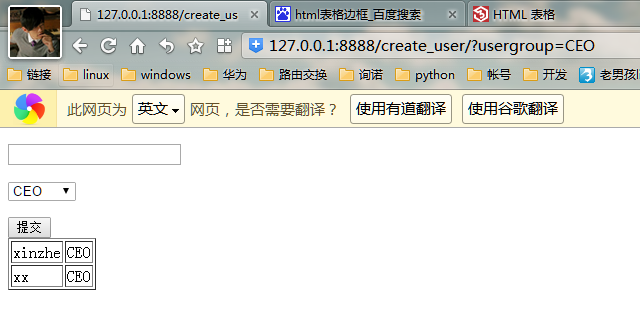 127.0.0.1:8888/create_us
html表格边框_百度搜索
HTML 表格
127.0.0.1:8888/create_user/?usergroup=CEO
链接 linux windows 华为 路由交换 询诺 python 帐号 开发 老男孩
此网页为 英文 网页，是否需要翻译？ 使用有道翻译 使用谷歌翻译
CEO
提交
xinzhe CEO
xx CEO